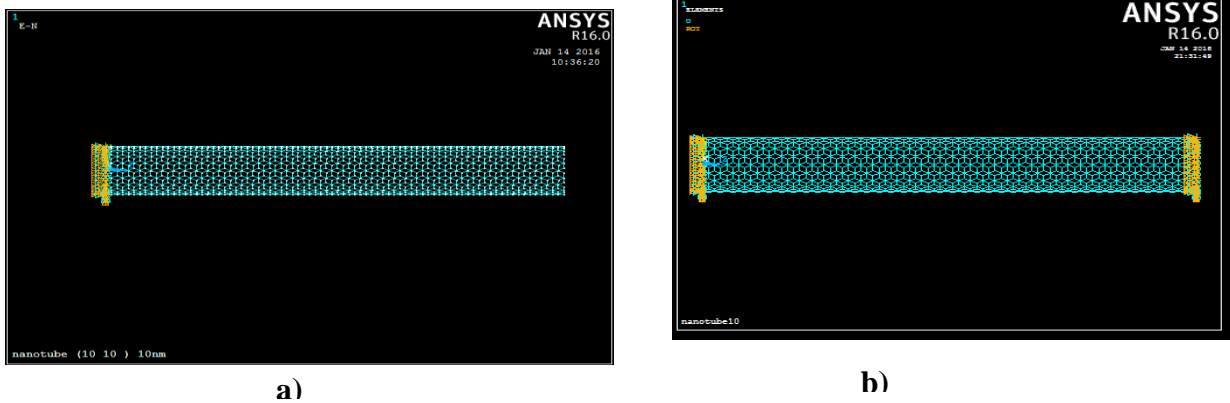 1
E-N
ANSYS
R16.0
JAN 14 2016
10:36:20
nanotube (10 10 ) 10nm
a)
1
ELEMENTS
U
ROT
ANSYS
R16.0
JAN 14 2016
21:31:49
nanotube10
b)